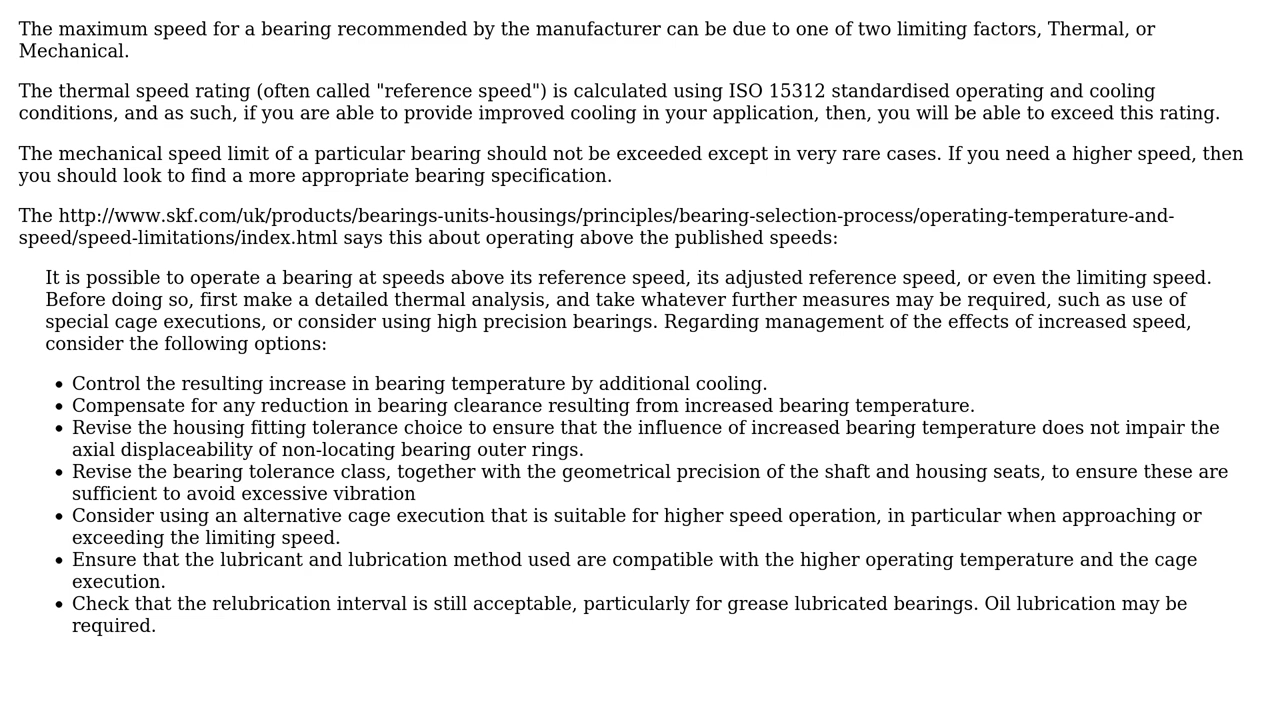 The maximum speed for a bearing recommended by the manufacturer can be due to one of two limiting factors, Thermal, or
Mechanical.
The thermal speed rating (often called "reference speed") is calculated using ISO 15312 standardised operating and cooling
conditions, and as such, if you are able to provide improved cooling in your application, then, you will be able to exceed this rating.
The mechanical speed limit of a particular bearing should not be exceeded except in very rare cases. If you need a higher speed, then
you should look to find a more appropriate bearing specification.
The http://www.skf.com/uk/products/bearings-units-housings/principles/bearing-selection-process/operating-temperature-and-
speed/speed-limitations/index.html says this about operating above the published speeds:
It is possible to operate a bearing at speeds above its reference speed, its adjusted reference speed, or even the limiting speed.
Before doing so, first make a detailed thermal analysis, and take whatever further measures may be required, such as use of
special cage executions, or consider using high precision bearings. Regarding management of the effects of increased speed,
consider the following options:
• Control the resulting increase in bearing temperature by additional cooling.
• Compensate for any reduction in bearing clearance resulting from increased bearing temperature.
• Revise the housing fitting tolerance choice to ensure that the influence of increased bearing temperature does not impair the
axial displaceability of non-locating bearing outer rings.
• Revise the bearing tolerance class, together with the geometrical precision of the shaft and housing seats, to ensure these are
sufficient to avoid excessive vibration
• Consider using an alternative cage execution that is suitable for higher speed operation, in particular when approaching or
exceeding the limiting speed.
• Ensure that the lubricant and lubrication method used are compatible with the higher operating temperature and the cage
execution.
• Check that the relubrication interval is still acceptable, particularly for grease lubricated bearings. Oil lubrication may be
required.